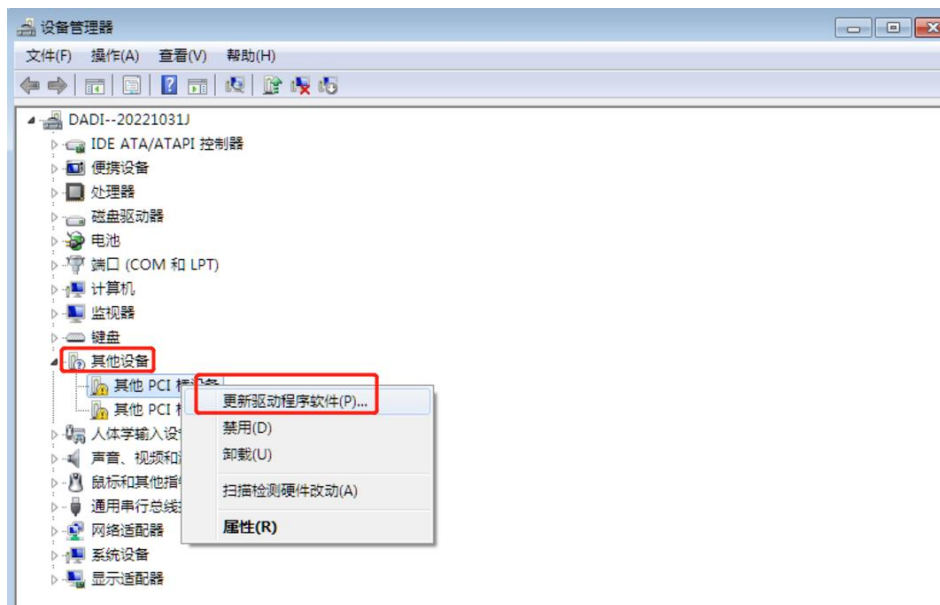 设备管理器
文件(F) 操作(A) 查看(V) 帮助(H)
DADI--20221031J
IDE ATA/ATAPI 控制器
便携设备
处理器
磁盘驱动器
电池
端口 (COM 和 LPT)
计算机
监视器
键盘
其他设备
其他 PCI 桥设备
更新驱动程序软件(P)...
其他 PCI
禁用(D)
人体学输入设
卸载(U)
声音、视频和
鼠标和其他指
扫描检测硬件改动(A)
通用串行总线
网络适配器
属性(R)
系统设备
显示适配器